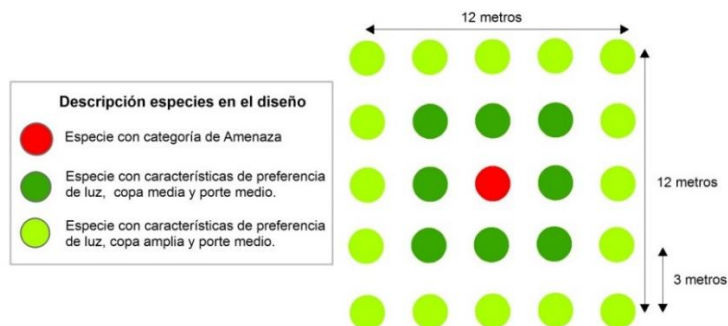 12 metros
Descripción especies en el diseño
Especie con categoría de Amenaza
Especie con características de preferencia
de luz, copa media y porte medio.
Especie con características de preferencia
de luz, copa amplia y porte medio.
12 metros
3 metros